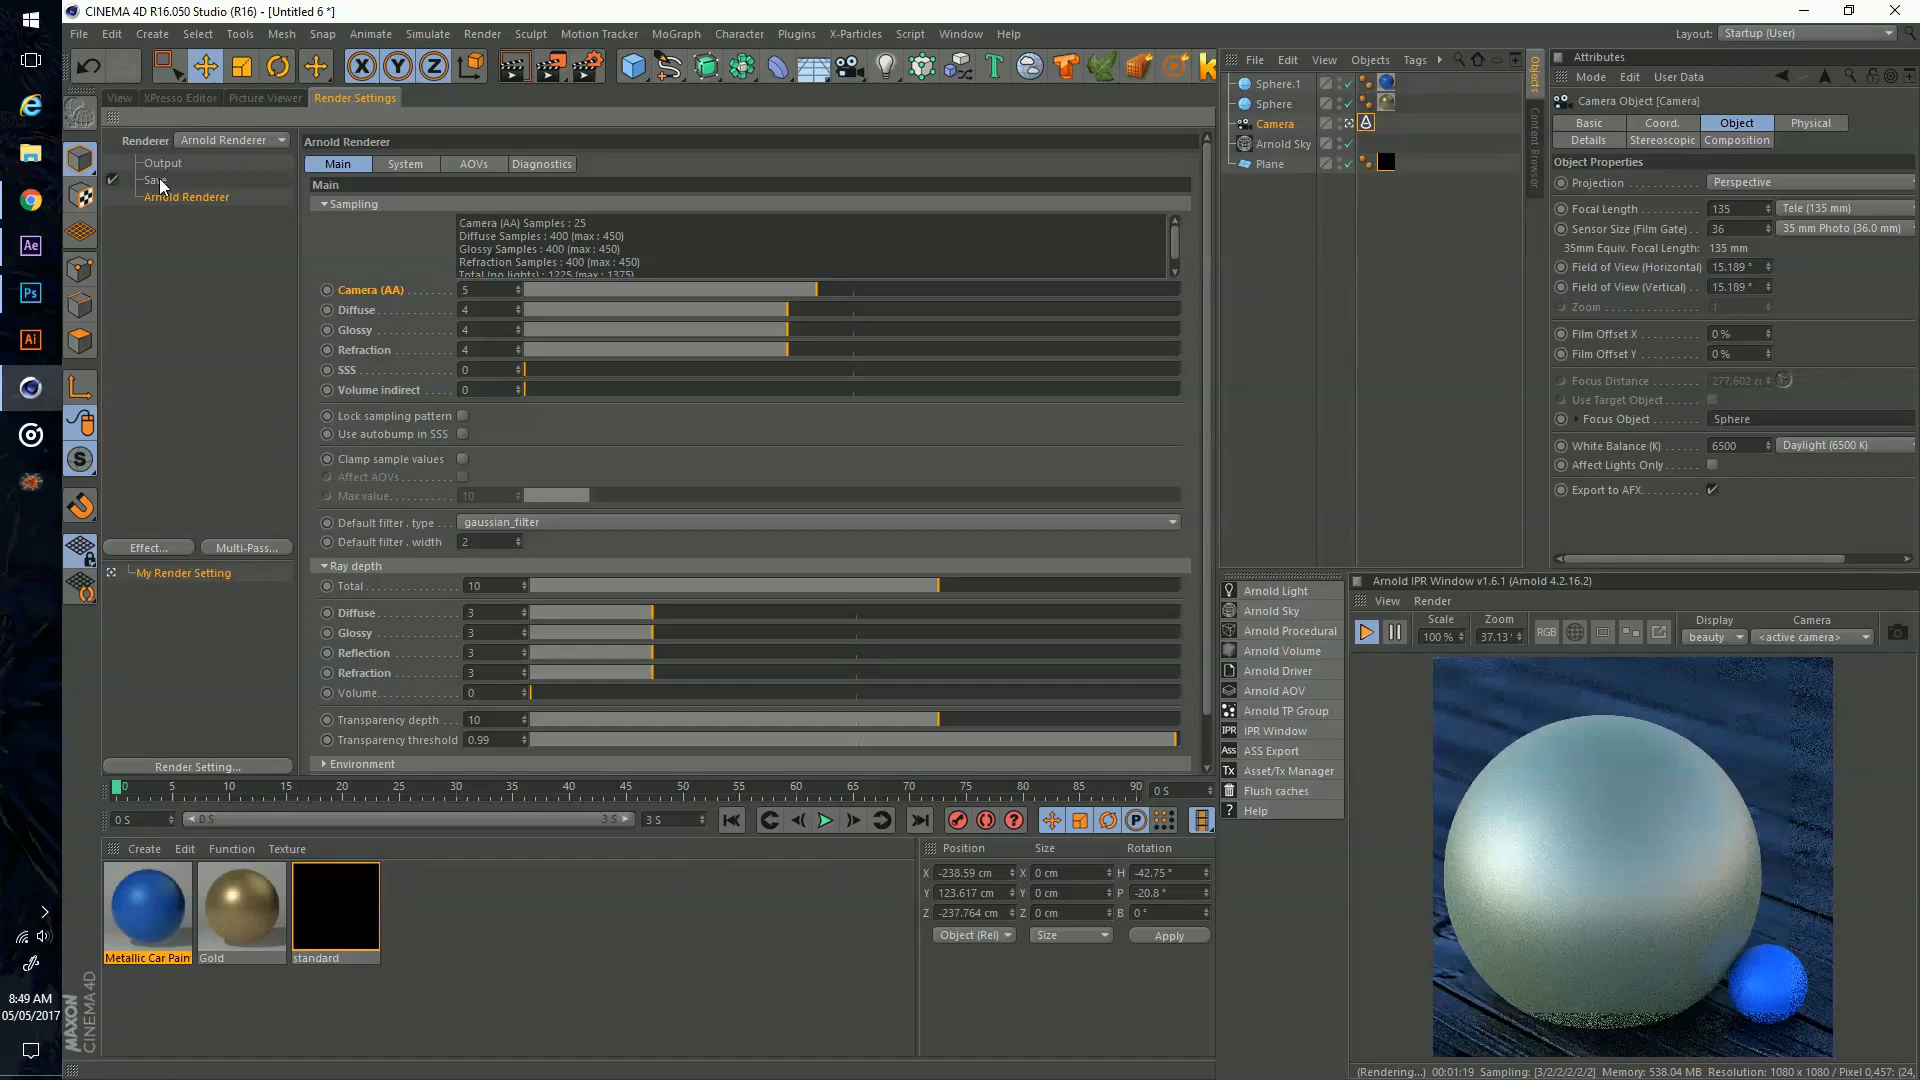 CINEMA 4D R16.050 Studio (R16) - [Untitled 6 *]
File Edit Create Select Tools Mesh Snap Animate Simulate Render Sculpt Motion Tracker MoGraph Character Plugins X-Particles Script Window Help
Layout: Startup (User)
View XPresso Editor Picture Viewer Render Settings
Renderer Arnold Renderer
Output
Save
Arnold Renderer
Effect... Multi-Pass...
My Render Setting
Render Setting...
Arnold Renderer
Main System AOVs Diagnostics
Main
Sampling
Camera (AA) Samples : 25
Diffuse Samples : 400 (max : 450)
Glossy Samples : 400 (max : 450)
Refraction Samples : 400 (max : 450)
Total (no lights) : 1225 (max : 1375)
Camera (AA) 5
Diffuse 4
Glossy 4
Refraction 4
SSS 0
Volume indirect 0
Lock sampling pattern
Use autobump in SSS
Clamp sample values
Affect AOVs
Max value 10
Default filter . type gaussian_filter
Default filter . width 2
Ray depth
Total 10
Diffuse 3
Glossy 3
Reflection 3
Refraction 3
Volume 0
Transparency depth 10
Transparency threshold 0.99
Environment
0 5 10 15 20 25 30 35 40 45 50 55 60 65 70 75 80 85 90 0 S
0 S 0 S 3 S 3 S
Create Edit Function Texture
Metallic Car Pain
Gold
standard
Position Size Rotation
X -238.59 cm X 0 cm H -42.75 °
Y 123.617 cm Y 0 cm P -20.8 °
Z -237.764 cm Z 0 cm B 0 °
Object (Rel) Size Apply
MAXON
CINEMA 4D
File Edit View Objects Tags
Sphere.1
Sphere
Camera
Arnold Sky
Plane
Objects
Content Browser
Arnold Light
Arnold Sky
Arnold Procedural
Arnold Volume
Arnold Driver
Arnold AOV
Arnold TP Group
IPR IPR Window
Ass ASS Export
Tx Asset/Tx Manager
Flush caches
? Help
Attributes
Mode Edit User Data
Camera Object [Camera]
Basic Coord. Object Physical
Details Stereoscopic Composition
Object Properties
Projection Perspective
Focal Length 135 Tele (135 mm)
Sensor Size (Film Gate) 36 35 mm Photo (36.0 mm)
35mm Equiv. Focal Length: 135 mm
Field of View (Horizontal) 15.189 °
Field of View (Vertical) 15.189 °
Zoom 1
Film Offset X 0 %
Film Offset Y 0 %
Focus Distance 277.602 c
Use Target Object
Focus Object Sphere
White Balance (K) 6500 Daylight (6500 K)
Affect Lights Only
Export to AFX
Arnold IPR Window v1.6.1 (Arnold 4.2.16.2)
View Render
Scale Zoom Display Camera
100 % 37.13 RGB beauty <active camera>
(Rendering...) 00:01:19 Sampling: [3/2/2/2/2/2] Memory: 538.04 MB Resolution: 1080 x 1080 / Pixel 0,457: (24,
Ae
Ps
Ai
8:49 AM
05/05/2017